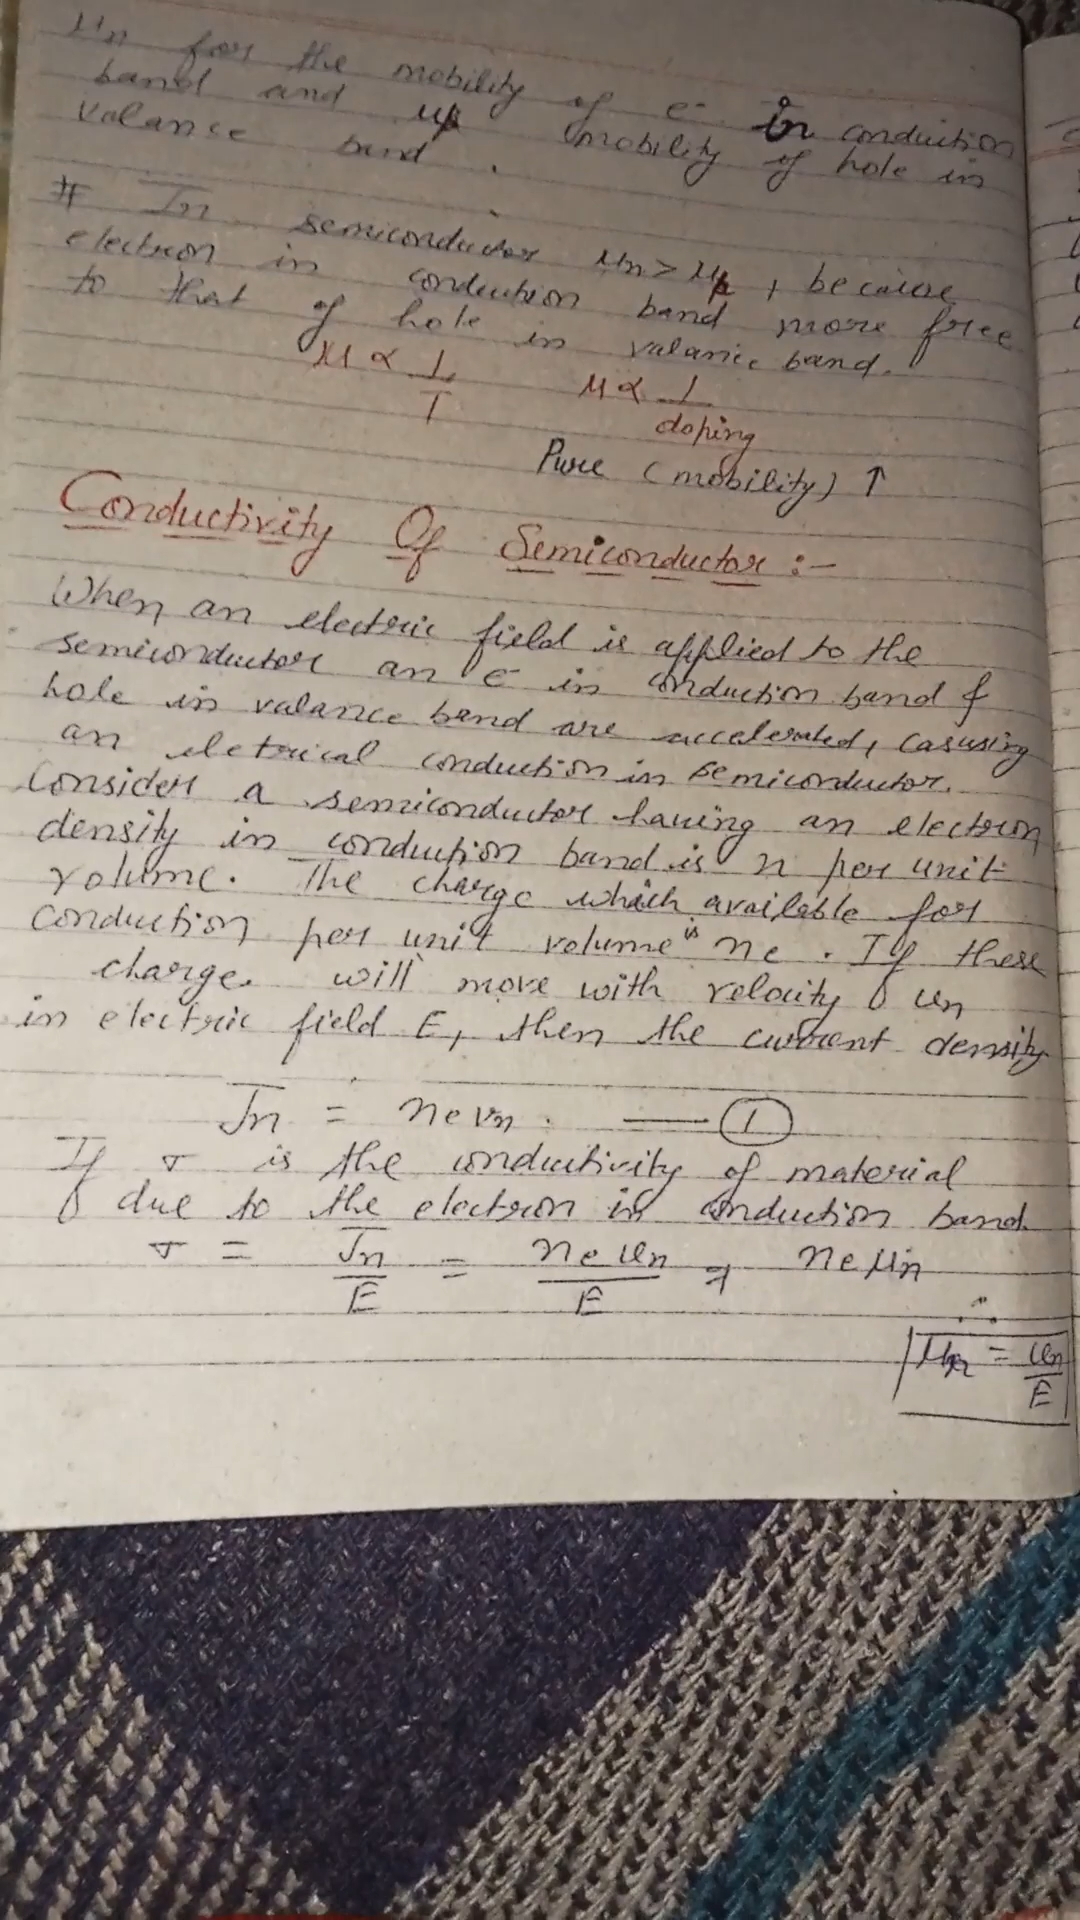 μn for the mobility of e⁻ in conduction
band and μp mobility of hole in
valance band.
# In semiconductor μn > μp, because
electron in conduction band more free
to that of hole in valance band.
μ ∝ 1/T   μ ∝ 1/doping
Pure (mobility) ↑
Conductivity Of Semiconductor :-
When an electric field is applied to the
semiconductor an e⁻ in conduction band &
hole in valance band are accelerated, casusing
an eletrical conduction in semiconductor.
Consider a semiconductor having an electron
density in conduction band is n per unit
volume. The charge which available for
conduction per unit volume is ne. If these
charge will move with velocity υn
in electric field E, then the current density
Jn = neυn. —— ①
If σ is the conductivity of material
due to the electron in conduction band.
σ = Jn/E = neυn/E ⇒ neμn
∴
μn = υn/E